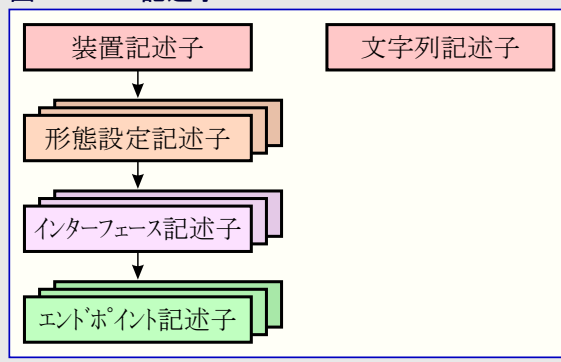 装置記述子
文字列記述子
形態設定記述子
インターフェース記述子
エンドポイント記述子